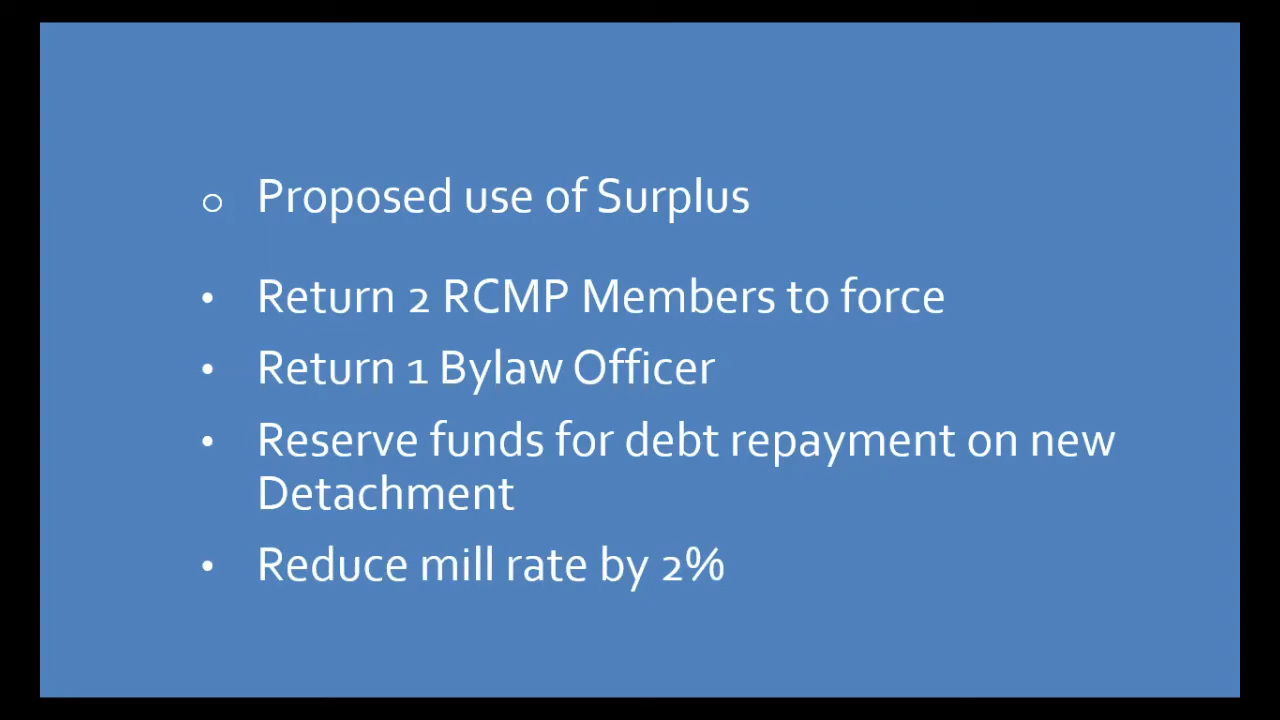 o Proposed use of Surplus
• Return 2 RCMP Members to force
• Return 1 Bylaw Officer
• Reserve funds for debt repayment on new
Detachment
• Reduce mill rate by 2%